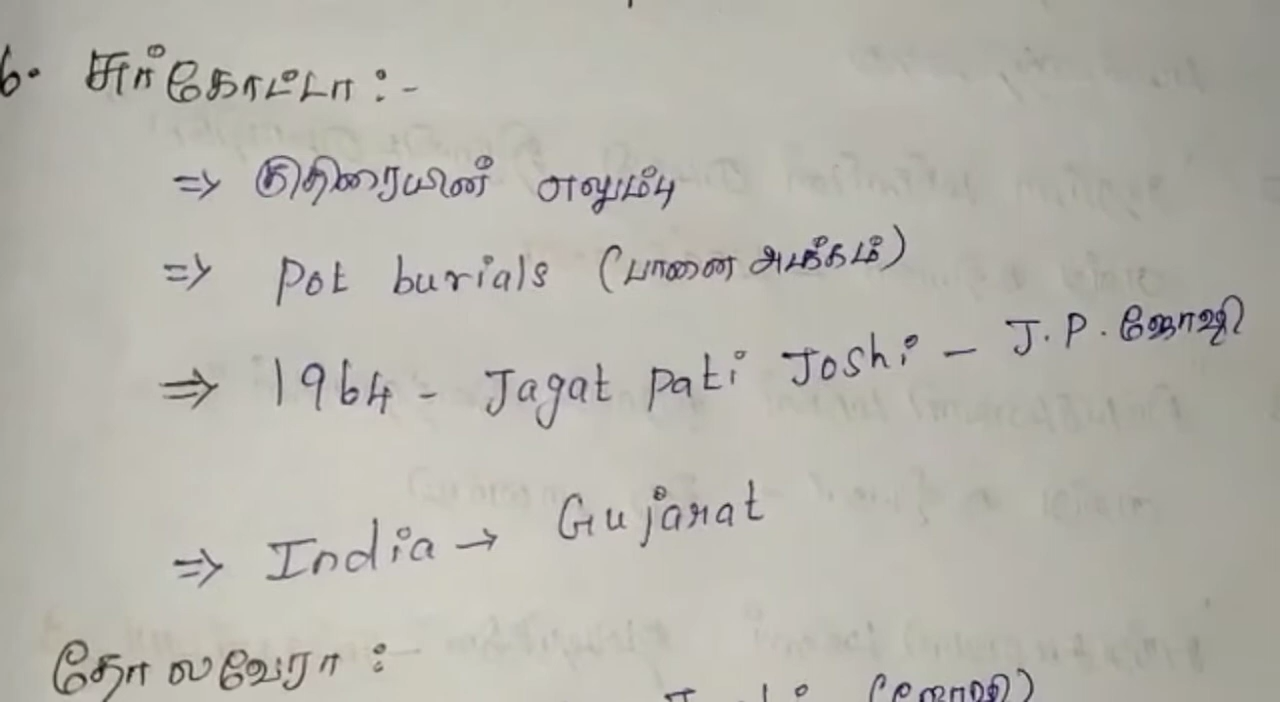 6. சுர்கோட்டா :-
=> குதிரையின் எலும்பு
=> Pot burials (பானை அடக்கம்)
=> 1964 - Jagat pati Joshi - J.P. ஜோஷி
=> India → Gujarat
தோலவேரா :
(ஜோஷி)